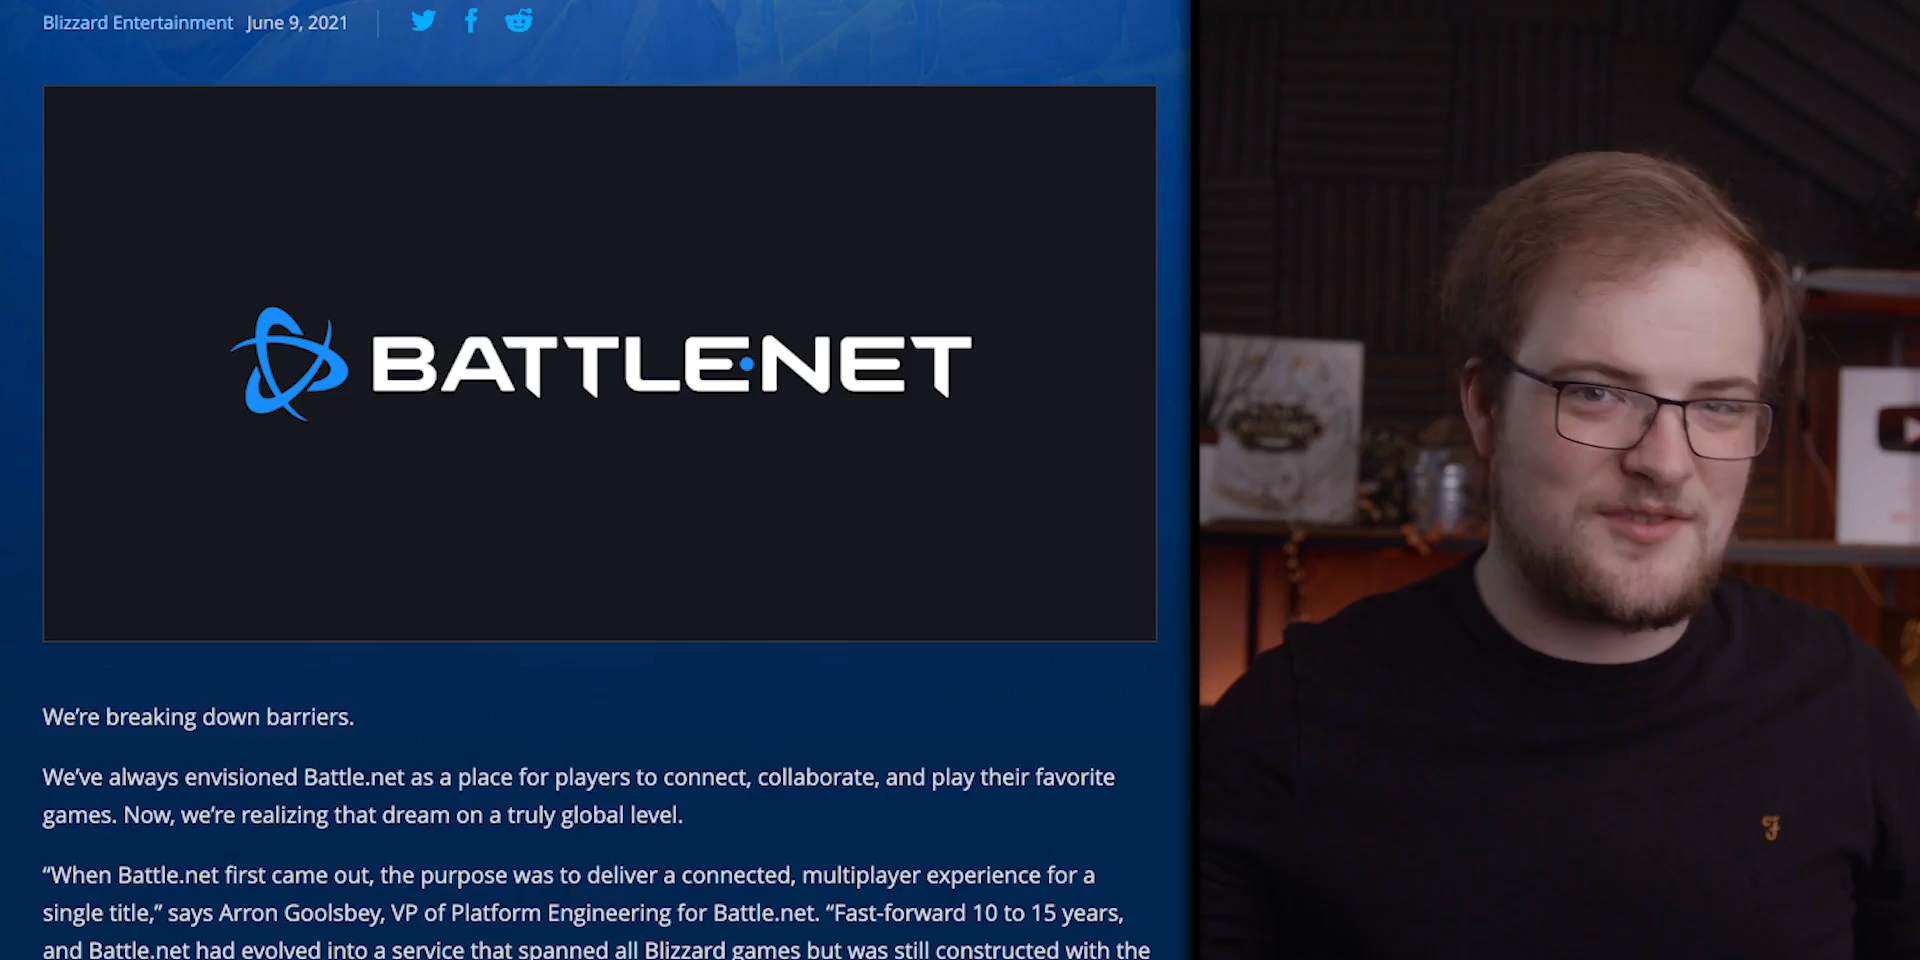 Blizzard Entertainment June 9, 2021
BATTLE.NET
We’re breaking down barriers.
We’ve always envisioned Battle.net as a place for players to connect, collaborate, and play their favorite
games. Now, we’re realizing that dream on a truly global level.
“When Battle.net first came out, the purpose was to deliver a connected, multiplayer experience for a
single title,” says Arron Goolsbey, VP of Platform Engineering for Battle.net. “Fast-forward 10 to 15 years,
and Battle.net had evolved into a service that spanned all Blizzard games but was still constructed with the